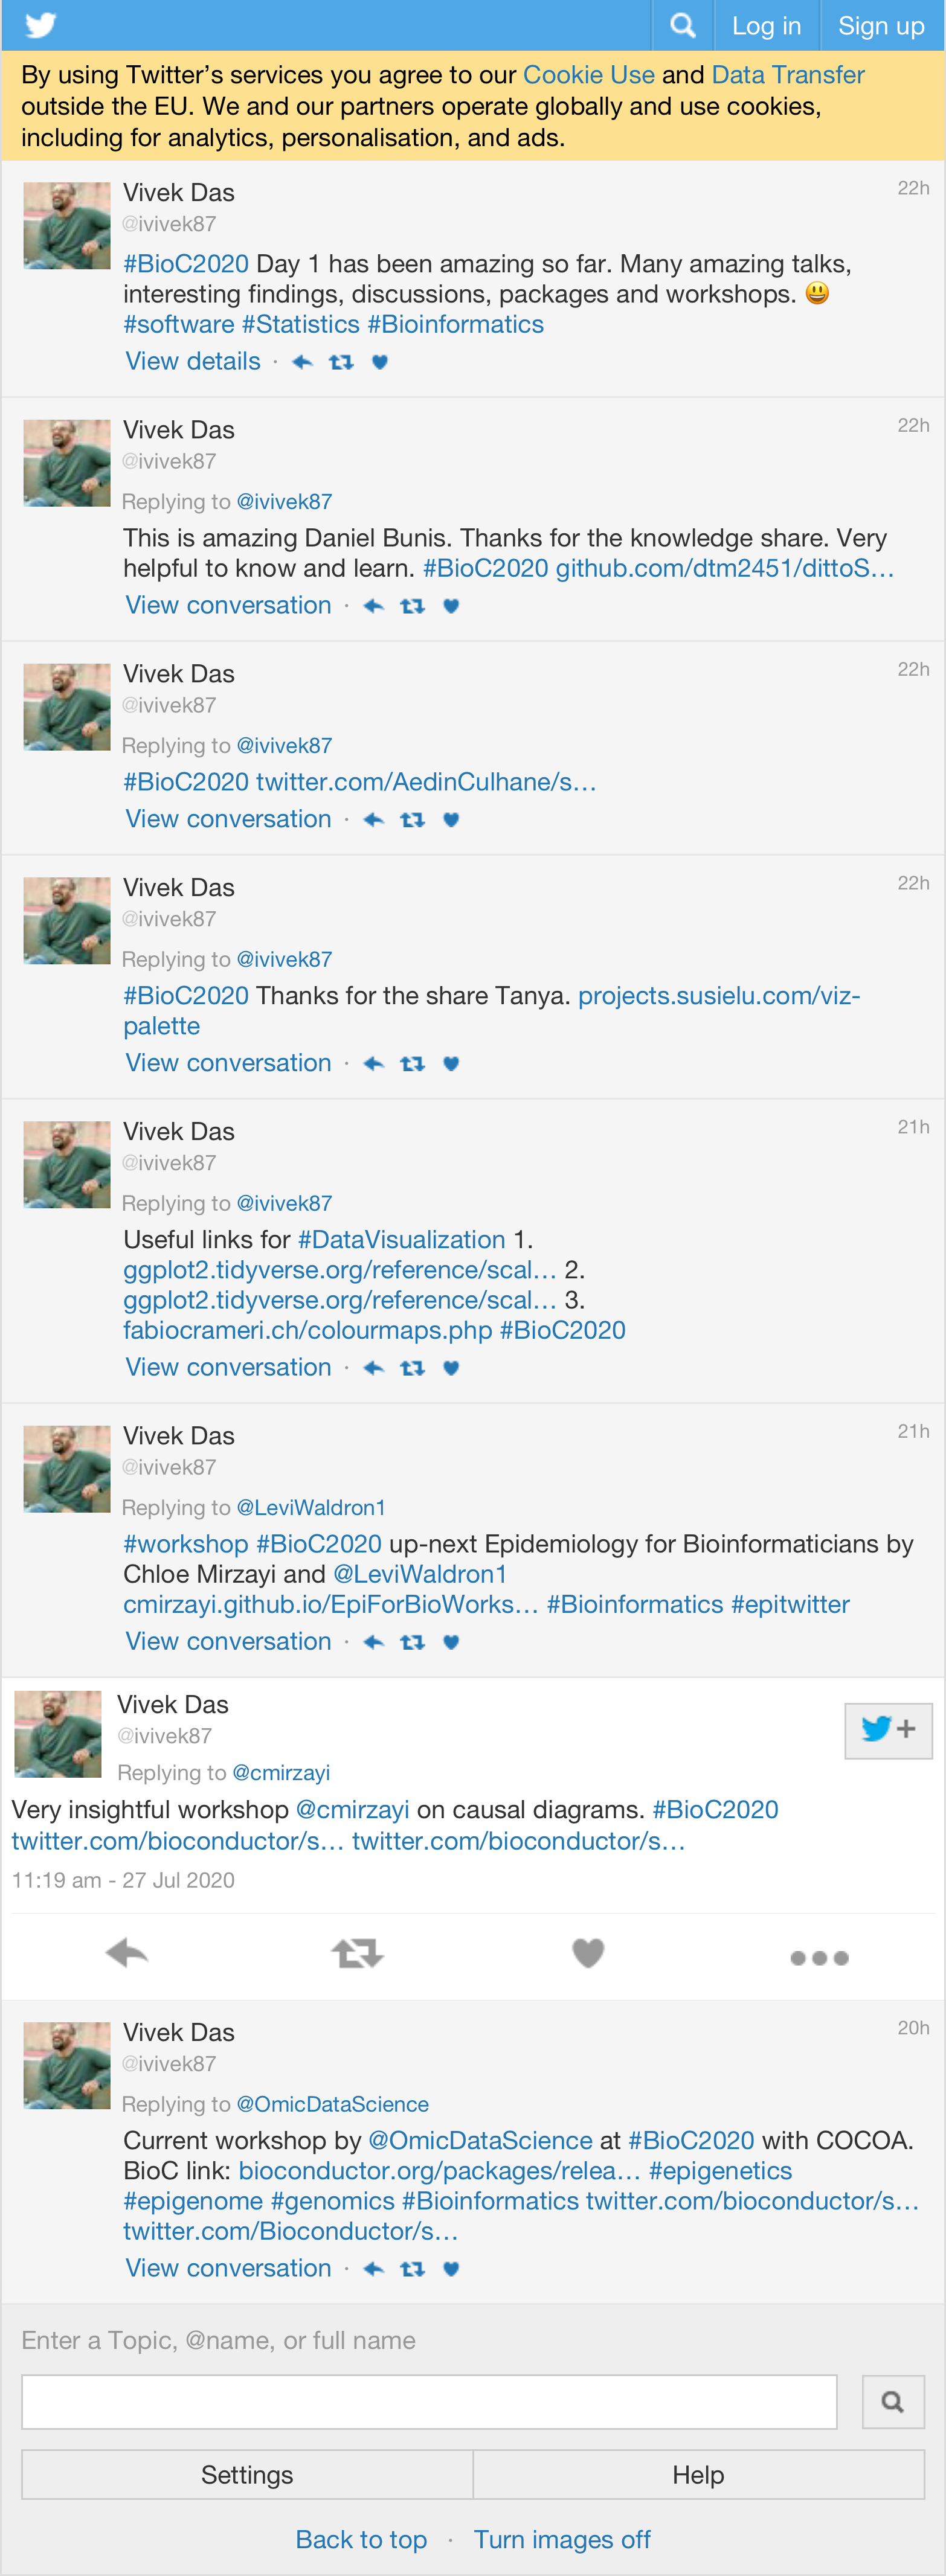 Log in
Sign up
By using Twitter’s services you agree to our Cookie Use and Data Transfer
outside the EU. We and our partners operate globally and use cookies,
including for analytics, personalisation, and ads.
Vivek Das
22h
@ivivek87
#BioC2020 Day 1 has been amazing so far. Many amazing talks,
interesting findings, discussions, packages and workshops. 😃
#software #Statistics #Bioinformatics
View details ·
Vivek Das
22h
@ivivek87
Replying to @ivivek87
This is amazing Daniel Bunis. Thanks for the knowledge share. Very
helpful to know and learn. #BioC2020 github.com/dtm2451/dittoS…
View conversation ·
Vivek Das
22h
@ivivek87
Replying to @ivivek87
#BioC2020 twitter.com/AedinCulhane/s…
View conversation ·
Vivek Das
22h
@ivivek87
Replying to @ivivek87
#BioC2020 Thanks for the share Tanya. projects.susielu.com/viz-
palette
View conversation ·
Vivek Das
21h
@ivivek87
Replying to @ivivek87
Useful links for #DataVisualization 1.
ggplot2.tidyverse.org/reference/scal… 2.
ggplot2.tidyverse.org/reference/scal… 3.
fabiocrameri.ch/colourmaps.php #BioC2020
View conversation ·
Vivek Das
21h
@ivivek87
Replying to @LeviWaldron1
#workshop #BioC2020 up-next Epidemiology for Bioinformaticians by
Chloe Mirzayi and @LeviWaldron1
cmirzayi.github.io/EpiForBioWorks… #Bioinformatics #epitwitter
View conversation ·
Vivek Das
@ivivek87
Replying to @cmirzayi
Very insightful workshop @cmirzayi on causal diagrams. #BioC2020
twitter.com/bioconductor/s… twitter.com/bioconductor/s…
11:19 am - 27 Jul 2020
Vivek Das
20h
@ivivek87
Replying to @OmicDataScience
Current workshop by @OmicDataScience at #BioC2020 with COCOA.
BioC link: bioconductor.org/packages/relea… #epigenetics
#epigenome #genomics #Bioinformatics twitter.com/bioconductor/s…
twitter.com/Bioconductor/s…
View conversation ·
Enter a Topic, @name, or full name
Settings
Help
Back to top · Turn images off